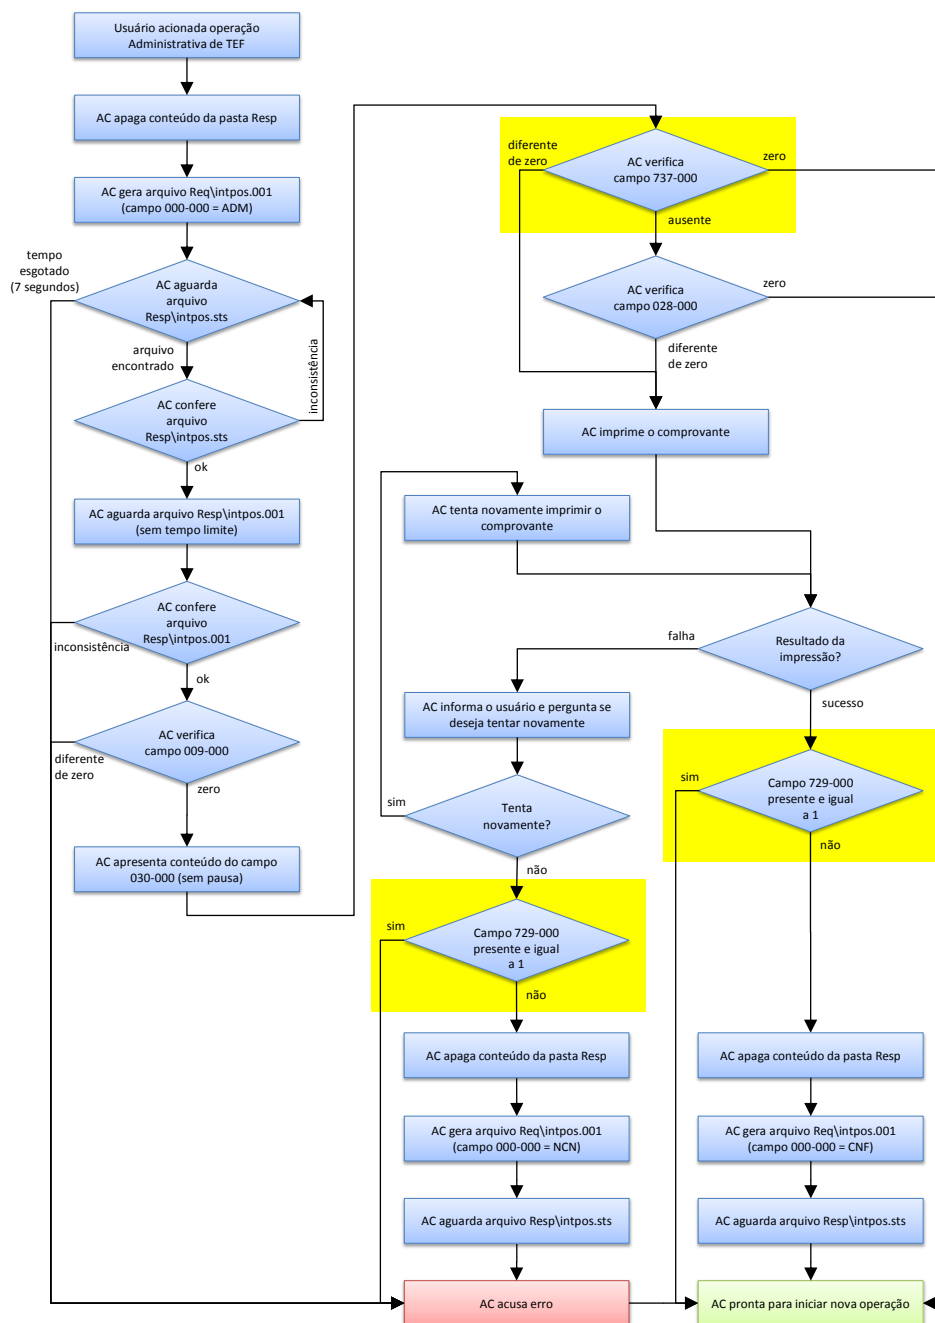 Usuário acionada operação
Administrativa de TEF
AC apaga conteúdo da pasta Resp
AC gera arquivo Req\intpos.001
(campo 000-000 = ADM)
tempo
esgotado
(7 segundos)
AC aguarda
arquivo
Resp\intpos.sts
arquivo
encontrado
inconsistência
AC confere
arquivo
Resp\intpos.sts
ok
AC aguarda arquivo Resp\intpos.001
(sem tempo limite)
AC confere
arquivo
Resp\intpos.001
inconsistência
ok
AC verifica
campo 009-000
diferente
de zero
zero
AC apresenta conteúdo do campo
030-000 (sem pausa)
diferente
de zero
AC verifica
campo 737-000
zero
ausente
AC verifica
campo 028-000
zero
diferente
de zero
AC imprime o comprovante
AC tenta novamente imprimir o
comprovante
falha
Resultado da
impressão?
sucesso
AC informa o usuário e pergunta se
deseja tentar novamente
sim
Tenta
novamente?
não
sim
Campo 729-000
presente e igual
a 1
não
sim
Campo 729-000
presente e igual
a 1
não
AC apaga conteúdo da pasta Resp
AC gera arquivo Req\intpos.001
(campo 000-000 = NCN)
AC aguarda arquivo Resp\intpos.sts
AC acusa erro
AC apaga conteúdo da pasta Resp
AC gera arquivo Req\intpos.001
(campo 000-000 = CNF)
AC aguarda arquivo Resp\intpos.sts
AC pronta para iniciar nova operação